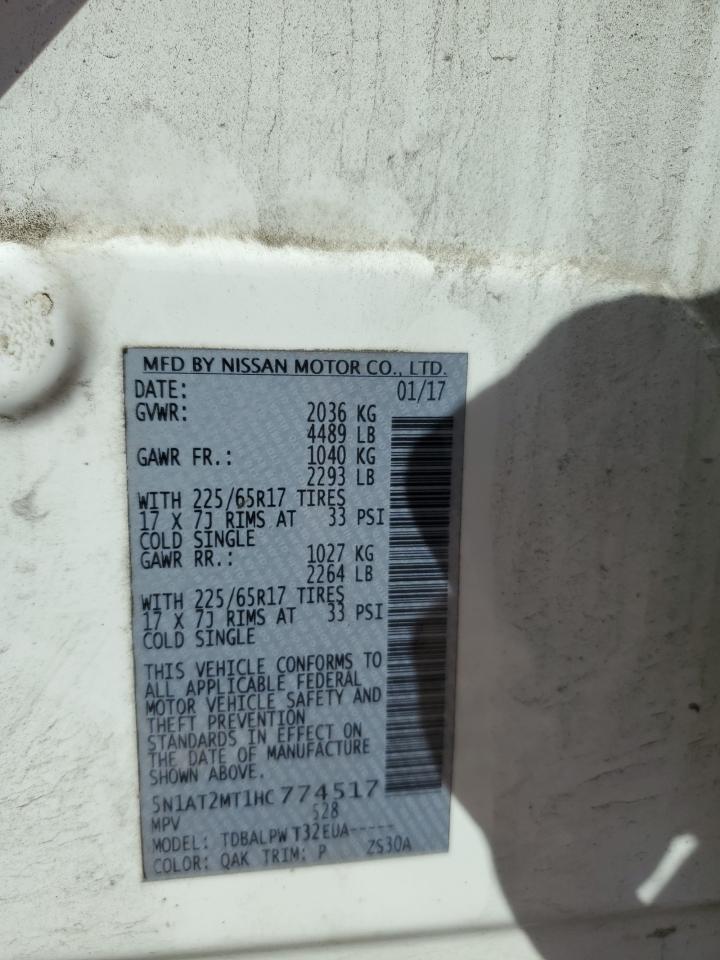 MFD BY NISSAN MOTOR CO., LTD.
DATE: 01/17
GVWR: 2036 KG
4489 LB
GAWR FR.: 1040 KG
2293 LB
WITH 225/65R17 TIRES
17 X 7J RIMS AT 33 PSI
COLD SINGLE
GAWR RR.: 1027 KG
2264 LB
WITH 225/65R17 TIRES
17 X 7J RIMS AT 33 PSI
COLD SINGLE
THIS VEHICLE CONFORMS TO
ALL APPLICABLE FEDERAL
MOTOR VEHICLE SAFETY AND
THEFT PREVENTION
STANDARDS IN EFFECT ON
THE DATE OF MANUFACTURE
SHOWN ABOVE.
5N1AT2MT1HC774517
MPV 528
MODEL: TDBALPW T32EUA-----
COLOR: QAK TRIM: P ZS30A